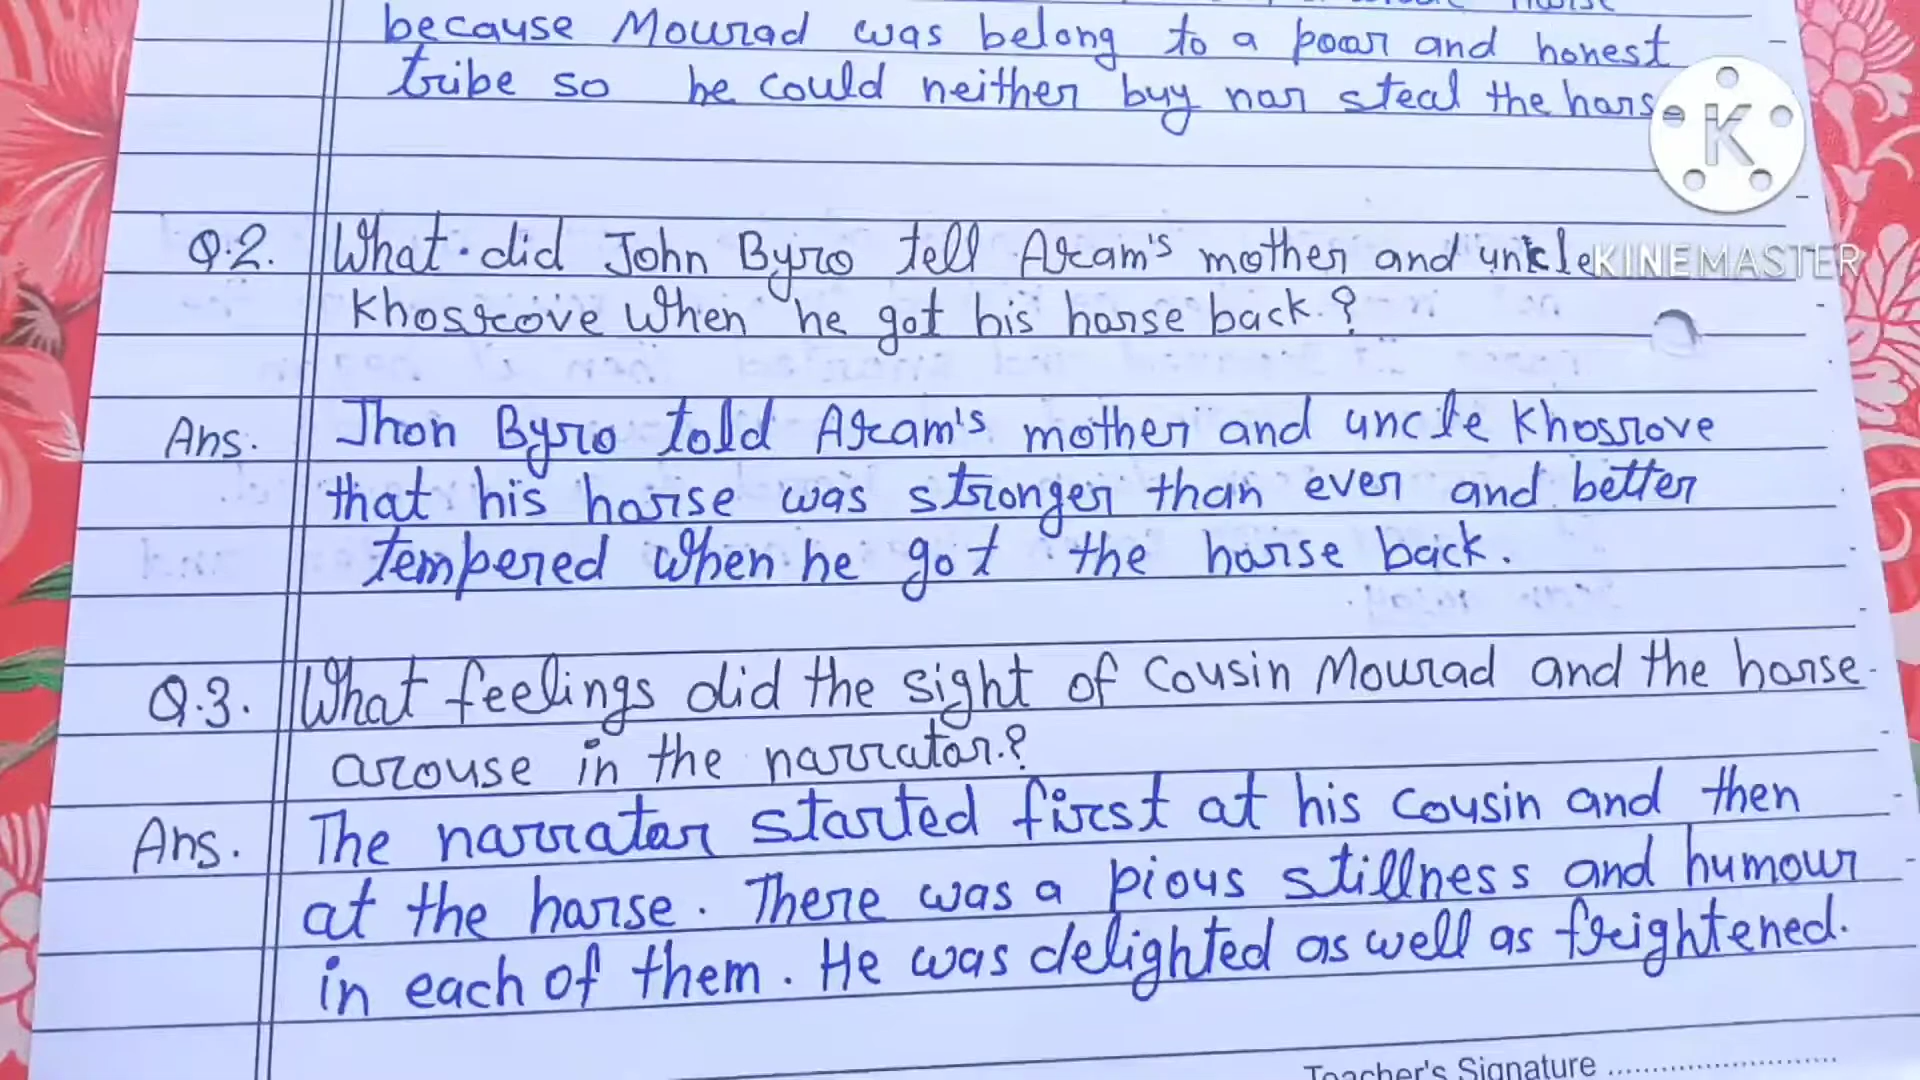 because Mourad was belong to a poor and honest
tribe so he could neither buy nor steal the horse
K
KINEMASTER
Q.2. What did John Byro tell Aram's mother and unkle
Khosrove when he got his horse back.?
Ans. Jhon Byro told Aram's mother and uncle Khosrove
that his horse was stronger than ever and better
tempered when he got the horse back.
Q.3. What feelings did the sight of Cousin Mourad and the horse
arouse in the narrator.?
Ans. The narrator started first at his cousin and then
at the horse. There was a pious stillness and humour
in each of them. He was delighted as well as freightened.
Teacher's Signature ........................